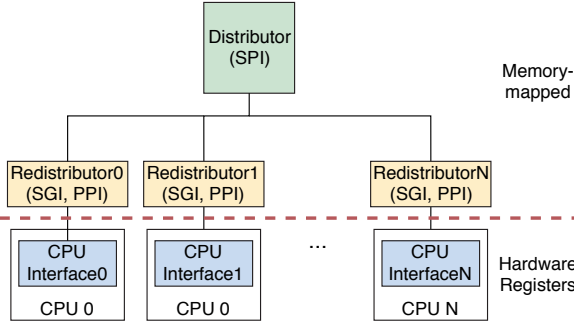 Distributor
(SPI)
Memory-
mapped
Redistributor0
(SGI, PPI)
Redistributor1
(SGI, PPI)
RedistributorN
(SGI, PPI)
CPU
Interface0
CPU 0
CPU
Interface1
CPU 0
...
CPU
InterfaceN
CPU N
Hardware
Registers